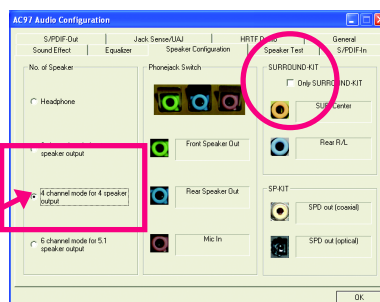 AC97 Audio Configuration
S/PDIF-Out
Jack Sense/UAJ
General
Sound Effect
Equalizer
Speaker Configuration
Speaker Test
S/PDIF-In
No. of Speaker
Phonejack Switch
SURROUND-KIT
Only SURROUND-KIT
Headphone
Center
speaker output
Front Speaker Out
Rear R/L
4 channel mode for 4 speaker
output
Rear Speaker Out
SP-KIT
SPD out (coaxial)
6 channel mode for 5.1
speaker output
Mic In
SPD out (optical)
OK